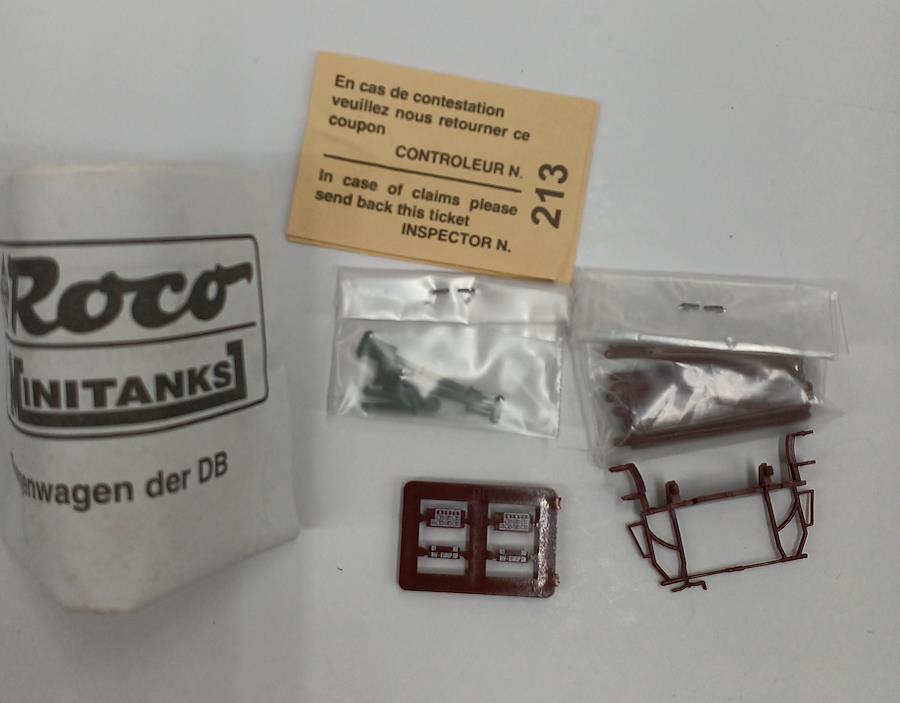 En cas de contestation
veuillez nous retourner ce
coupon
CONTROLEUR N.
In case of claims please
send back this ticket
INSPECTOR N.
213
Roco
MINITANKS
enwagen der DB